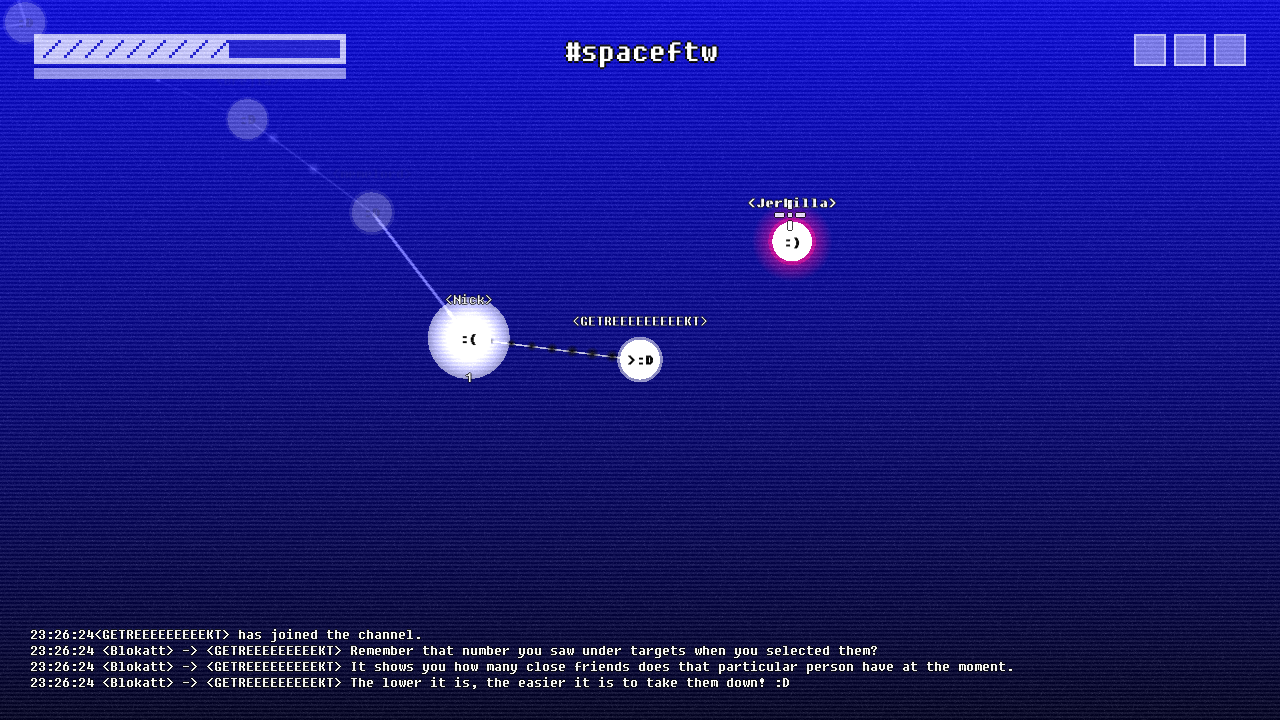 #spaceftw
<Jerkilla>
:)
<Nick>
:(
1
<GETREEEEEEEEEKT>
>:D
23:26:24<GETREEEEEEEEEKT> has joined the channel.
23:26:24 <Blokatt> -> <GETREEEEEEEEEKT> Remember that number you saw under targets when you selected them?
23:26:24 <Blokatt> -> <GETREEEEEEEEEKT> It shows you how many close friends does that particular person have at the moment.
23:26:24 <Blokatt> -> <GETREEEEEEEEEKT> The lower it is, the easier it is to take them down! :D